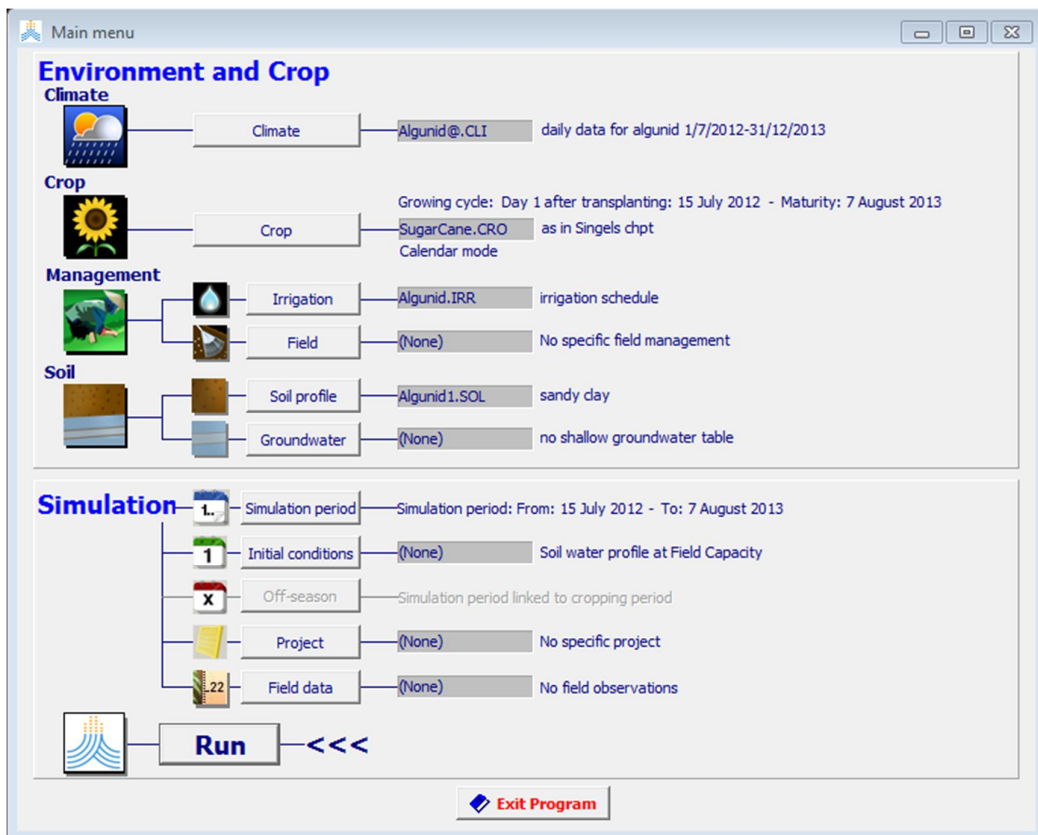 Main menu
Environment and Crop
Climate
Climate
Algunid@.CLI
daily data for algunid 1/7/2012-31/12/2013
Crop
Growing cycle: Day 1 after transplanting: 15 July 2012 - Maturity: 7 August 2013
Crop
SugarCane.CRO
as in Singels chpt
Calendar mode
Management
Irrigation
Algunid.IRR
irrigation schedule
Field
(None)
No specific field management
Soil
Soil profile
Algunid1.SOL
sandy clay
Groundwater
(None)
no shallow groundwater table
Simulation
1..
Simulation period
Simulation period: From: 15 July 2012 - To: 7 August 2013
1
Initial conditions
(None)
Soil water profile at Field Capacity
X
Off-season
Simulation period linked to cropping period
Project
(None)
No specific project
.22
Field data
(None)
No field observations
Run
<<<
Exit Program